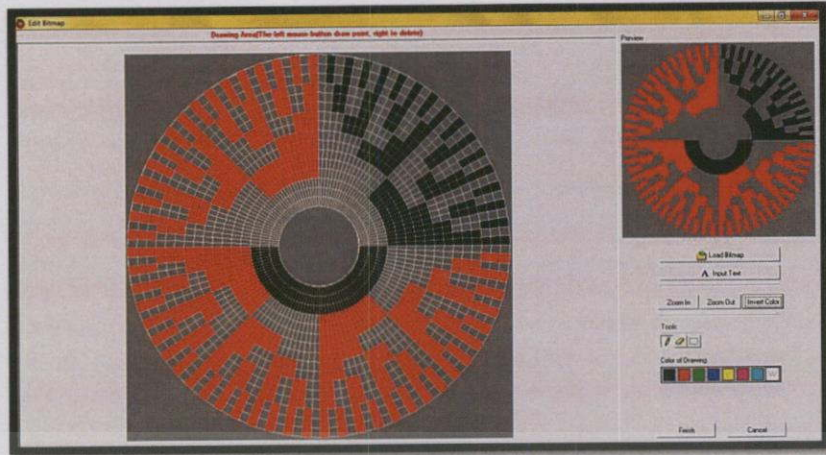 Edit Bitmap
Drawing Area(The left mouse button draw point, right to delete)
Preview
Load Bitmap
A Input Text
Zoom In
Zoom Out
Invert Color
Tools
Color of Drawing
Finish
Cancel